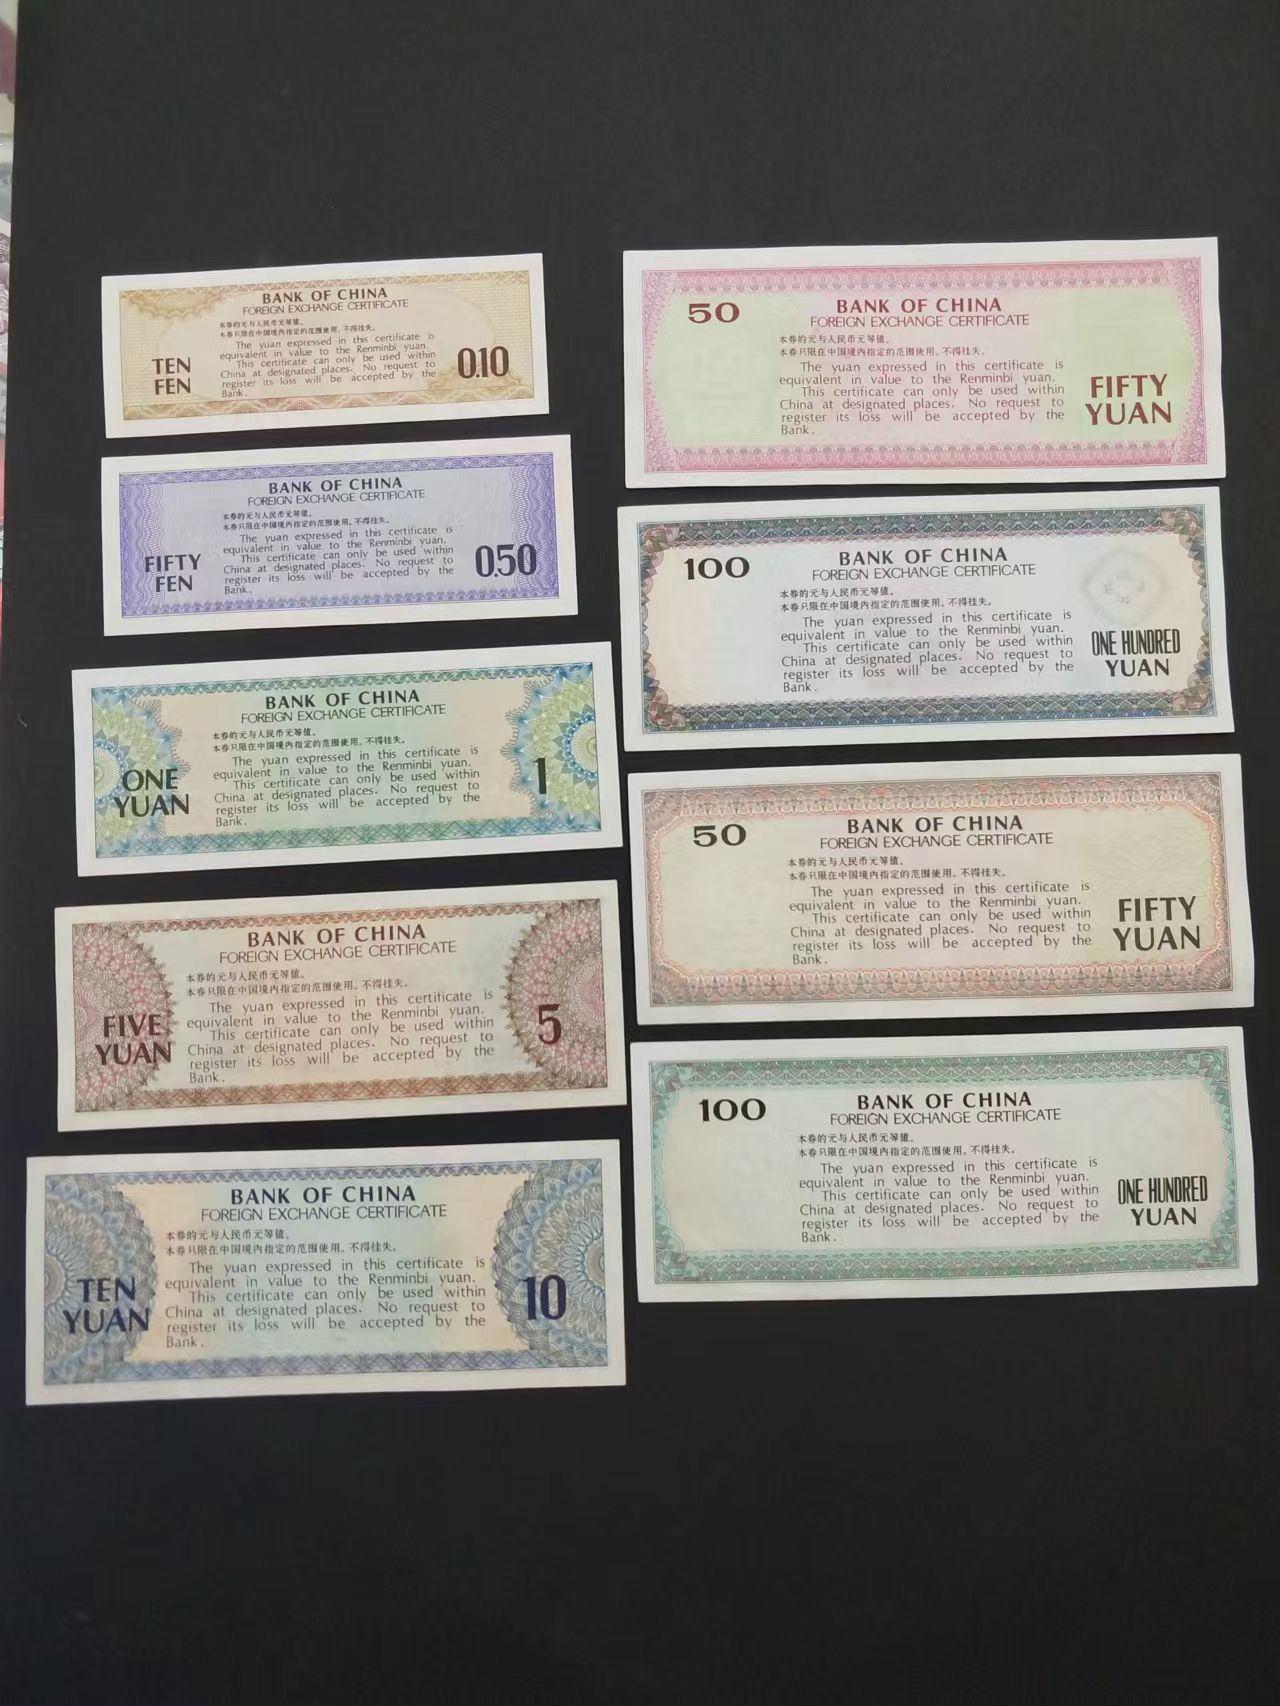 BANK OF CHINA
FOREIGN EXCHANGE CERTIFICATE
本券的元与人民币元等值。
本券只限在中国境内指定的范围使用，不得挂失。
The yuan expressed in this certificate is
equivalent in value to the Renminbi yuan.
This certificate can only be used within
China at designated places. No request to
register its loss will be accepted by the
Bank.
TEN
FEN
0.10
BANK OF CHINA
FOREIGN EXCHANGE CERTIFICATE
本券的元与人民币元等值。
本券只限在中国境内指定的范围使用，不得挂失。
The yuan expressed in this certificate is
equivalent in value to the Renminbi yuan.
This certificate can only be used within
China at designated places. No request to
register its loss will be accepted by the
Bank.
FIFTY
FEN
0.50
BANK OF CHINA
FOREIGN EXCHANGE CERTIFICATE
本券的元与人民币元等值。
本券只限在中国境内指定的范围使用，不得挂失。
The yuan expressed in this certificate is
equivalent in value to the Renminbi yuan.
This certificate can only be used within
China at designated places. No request to
register its loss will be accepted by the
Bank.
ONE
YUAN
1
BANK OF CHINA
FOREIGN EXCHANGE CERTIFICATE
本券的元与人民币元等值。
本券只限在中国境内指定的范围使用，不得挂失。
The yuan expressed in this certificate is
equivalent in value to the Renminbi yuan.
This certificate can only be used within
China at designated places. No request to
register its loss will be accepted by the
Bank.
FIVE
YUAN
5
BANK OF CHINA
FOREIGN EXCHANGE CERTIFICATE
本券的元与人民币元等值。
本券只限在中国境内指定的范围使用，不得挂失。
The yuan expressed in this certificate is
equivalent in value to the Renminbi yuan.
This certificate can only be used within
China at designated places. No request to
register its loss will be accepted by the
Bank.
TEN
YUAN
10
50
BANK OF CHINA
FOREIGN EXCHANGE CERTIFICATE
本券的元与人民币元等值。
本券只限在中国境内指定的范围使用，不得挂失。
The yuan expressed in this certificate is
equivalent in value to the Renminbi yuan.
This certificate can only be used within
China at designated places. No request to
register its loss will be accepted by the
Bank.
FIFTY
YUAN
100
BANK OF CHINA
FOREIGN EXCHANGE CERTIFICATE
本券的元与人民币元等值。
本券只限在中国境内指定的范围使用，不得挂失。
The yuan expressed in this certificate is
equivalent in value to the Renminbi yuan.
This certificate can only be used within
China at designated places. No request to
register its loss will be accepted by the
Bank.
ONE HUNDRED
YUAN
50
BANK OF CHINA
FOREIGN EXCHANGE CERTIFICATE
本券的元与人民币元等值。
本券只限在中国境内指定的范围使用，不得挂失。
The yuan expressed in this certificate is
equivalent in value to the Renminbi yuan.
This certificate can only be used within
China at designated places. No request to
register its loss will be accepted by the
Bank.
FIFTY
YUAN
100
BANK OF CHINA
FOREIGN EXCHANGE CERTIFICATE
本券的元与人民币元等值。
本券只限在中国境内指定的范围使用，不得挂失。
The yuan expressed in this certificate is
equivalent in value to the Renminbi yuan.
This certificate can only be used within
China at designated places. No request to
register its loss will be accepted by the
Bank.
ONE HUNDRED
YUAN